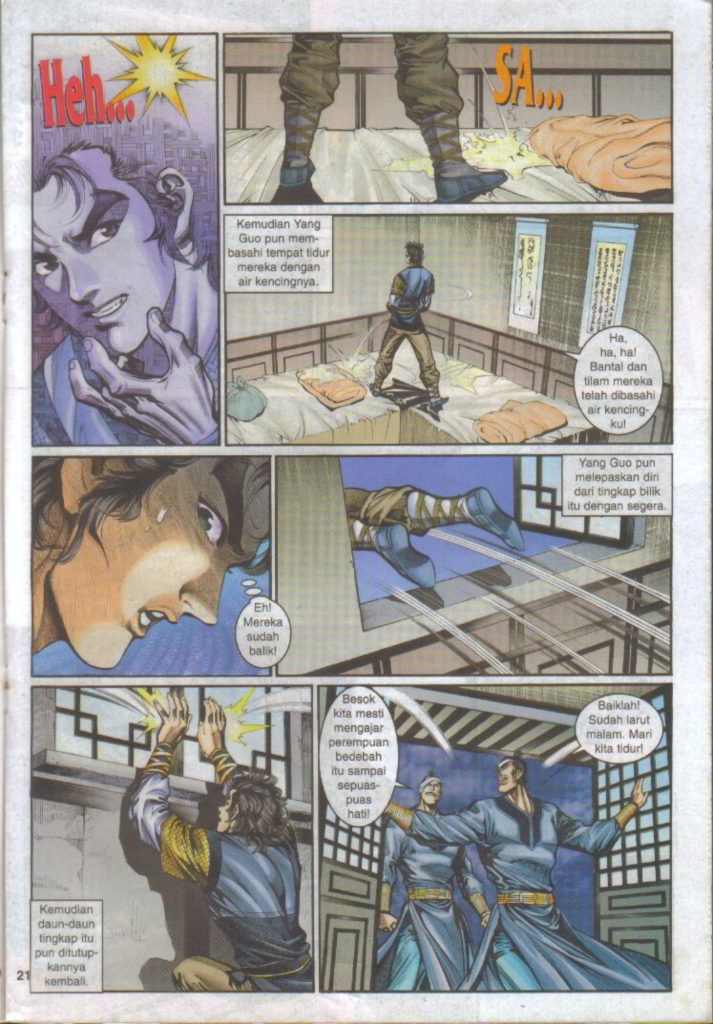 Heh...
SA...
Kemudian Yang
Guo pun mem-
basahi tempat tidur
mereka dengan
air kencingnya.
Ha,
ha, ha!
Bantal dan
tilam mereka
telah dibasahi
air kencing-
ku!
Eh!
Mereka
sudah
balik!
Yang Guo pun
melepaskan diri
dari tingkap bilik
itu dengan segera.
Kemudian
daun-daun
tingkap itu
pun ditutup-
kannya
kembali.
Besok
kita mesti
mengajar
perempuan
bedebah
itu sampai
sepuas-
puas
hati!
Baiklah!
Sudah larut
malam. Mari
kita tidur!
21